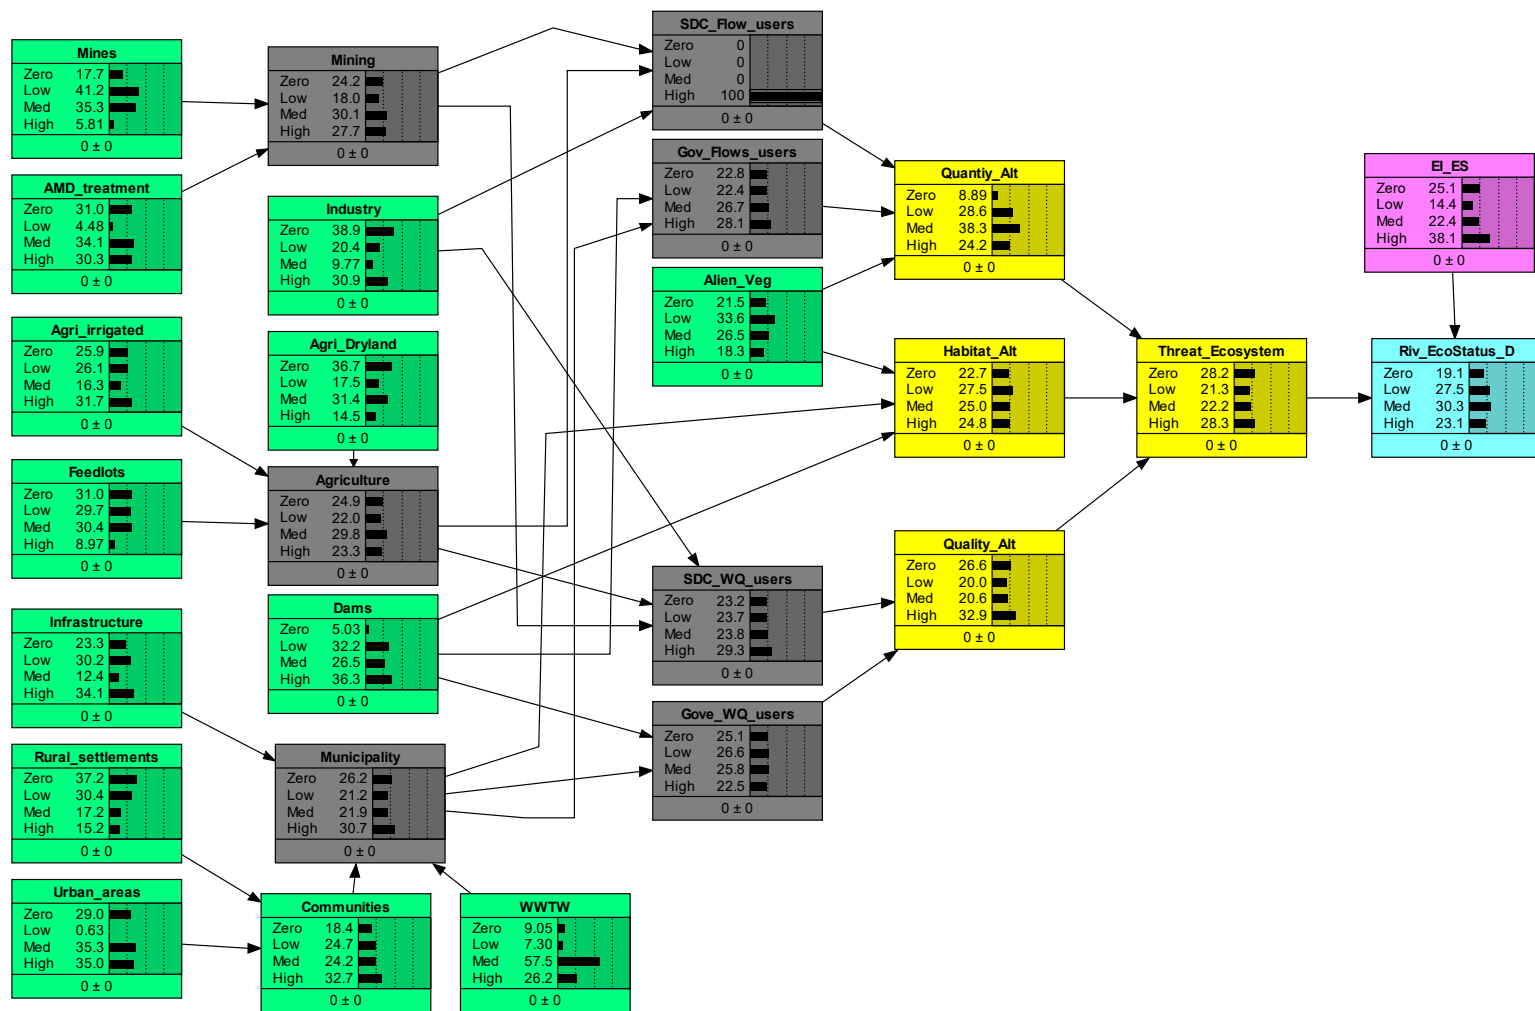 Mines
Zero 17.7
Low 41.2
Med 35.3
High 5.81
0 ± 0
AMD_treatment
Zero 31.0
Low 4.48
Med 34.1
High 30.3
0 ± 0
Agri_irrigated
Zero 25.9
Low 26.1
Med 16.3
High 31.7
0 ± 0
Feedlots
Zero 31.0
Low 29.7
Med 30.4
High 8.97
0 ± 0
Infrastructure
Zero 23.3
Low 30.2
Med 12.4
High 34.1
0 ± 0
Rural_settlements
Zero 37.2
Low 30.4
Med 17.2
High 15.2
0 ± 0
Urban_areas
Zero 29.0
Low 0.63
Med 35.3
High 35.0
0 ± 0
Mining
Zero 24.2
Low 18.0
Med 30.1
High 27.7
0 ± 0
Industry
Zero 38.9
Low 20.4
Med 9.77
High 30.9
0 ± 0
Agri_Dryland
Zero 36.7
Low 17.5
Med 31.4
High 14.5
0 ± 0
Agriculture
Zero 24.9
Low 22.0
Med 29.8
High 23.3
0 ± 0
Dams
Zero 5.03
Low 32.2
Med 26.5
High 36.3
0 ± 0
Municipality
Zero 26.2
Low 21.2
Med 21.9
High 30.7
0 ± 0
Communities
Zero 18.4
Low 24.7
Med 24.2
High 32.7
0 ± 0
WWTW
Zero 9.05
Low 7.30
Med 57.5
High 26.2
0 ± 0
SDC_Flow_users
Zero 0
Low 0
Med 0
High 100
0 ± 0
Gov_Flows_users
Zero 22.8
Low 22.4
Med 26.7
High 28.1
0 ± 0
Alien_Veg
Zero 21.5
Low 33.6
Med 26.5
High 18.3
0 ± 0
SDC_WQ_users
Zero 23.2
Low 23.7
Med 23.8
High 29.3
0 ± 0
Gove_WQ_users
Zero 25.1
Low 26.6
Med 25.8
High 22.5
0 ± 0
Quantiy_Alt
Zero 8.89
Low 28.6
Med 38.3
High 24.2
0 ± 0
Habitat_Alt
Zero 22.7
Low 27.5
Med 25.0
High 24.8
0 ± 0
Quality_Alt
Zero 26.6
Low 20.0
Med 20.6
High 32.9
0 ± 0
Threat_Ecosystem
Zero 28.2
Low 21.3
Med 22.2
High 28.3
0 ± 0
EI_ES
Zero 25.1
Low 14.4
Med 22.4
High 38.1
0 ± 0
Riv_EcoStatus_D
Zero 19.1
Low 27.5
Med 30.3
High 23.1
0 ± 0